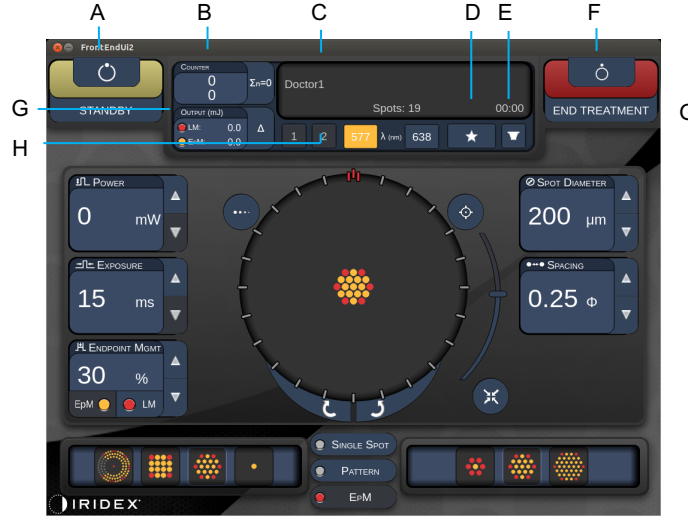 A B C D E F
FrontEndUi2
COUNTER
0
0
Σn=0
Doctor1
Spots: 19 00:00
STANDBY
END TREATMENT
G
OUTPUT (mJ)
LM: 0.0
EpM: 0.0
Δ
H
1 2 577 λ (nm) 638
POWER
0 mW
EXPOSURE
15 ms
ENDPOINT MGMT
30 %
EpM LM
SPOT DIAMETER
200 µm
SPACING
0.25 Φ
SINGLE SPOT
PATTERN
EPM
IRIDEX